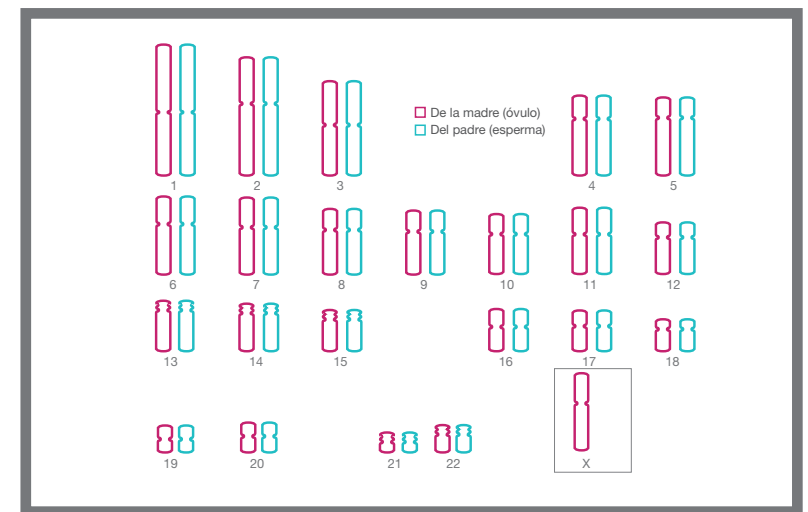 De la madre (óvulo)
Del padre (esperma)
1 2 3 4 5
6 7 8 9 10 11 12
13 14 15 16 17 18
19 20 21 22 X